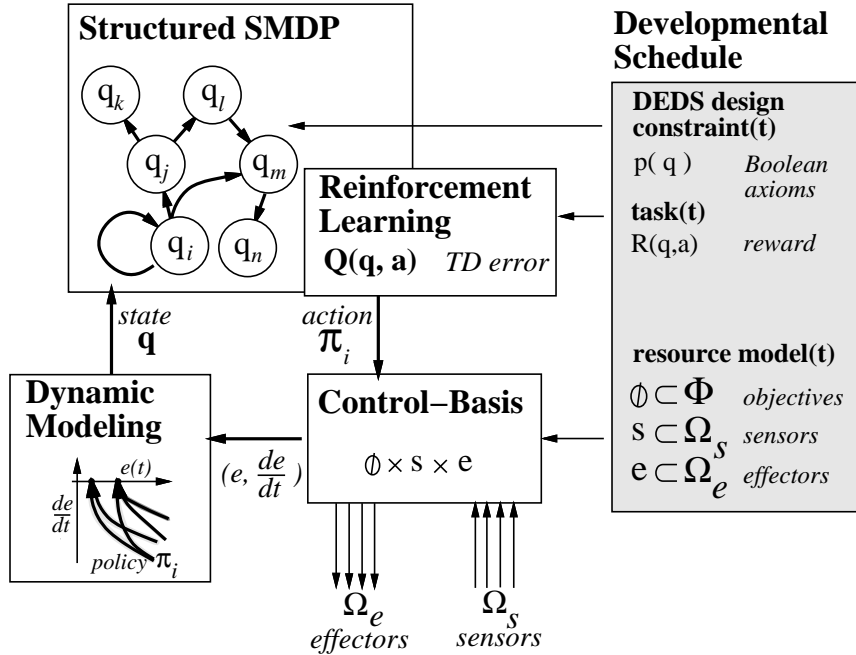 Structured SMDP
q_k
q_l
q_j
q_m
q_i
q_n
Reinforcement
Learning
Q(q, a) TD error
Developmental
Schedule
DEDS design
constraint(t)
p( q ) Boolean
axioms
task(t)
R(q,a) reward
resource model(t)
ϕ ⊂ Φ objectives
s ⊂ Ω_s sensors
e ⊂ Ω_e effectors
state
q
action
π_i
Dynamic
Modeling
e(t)
de
dt
policy π_i
(e, de/dt )
Control–Basis
ϕ × s × e
Ω_e
effectors
Ω_s
sensors